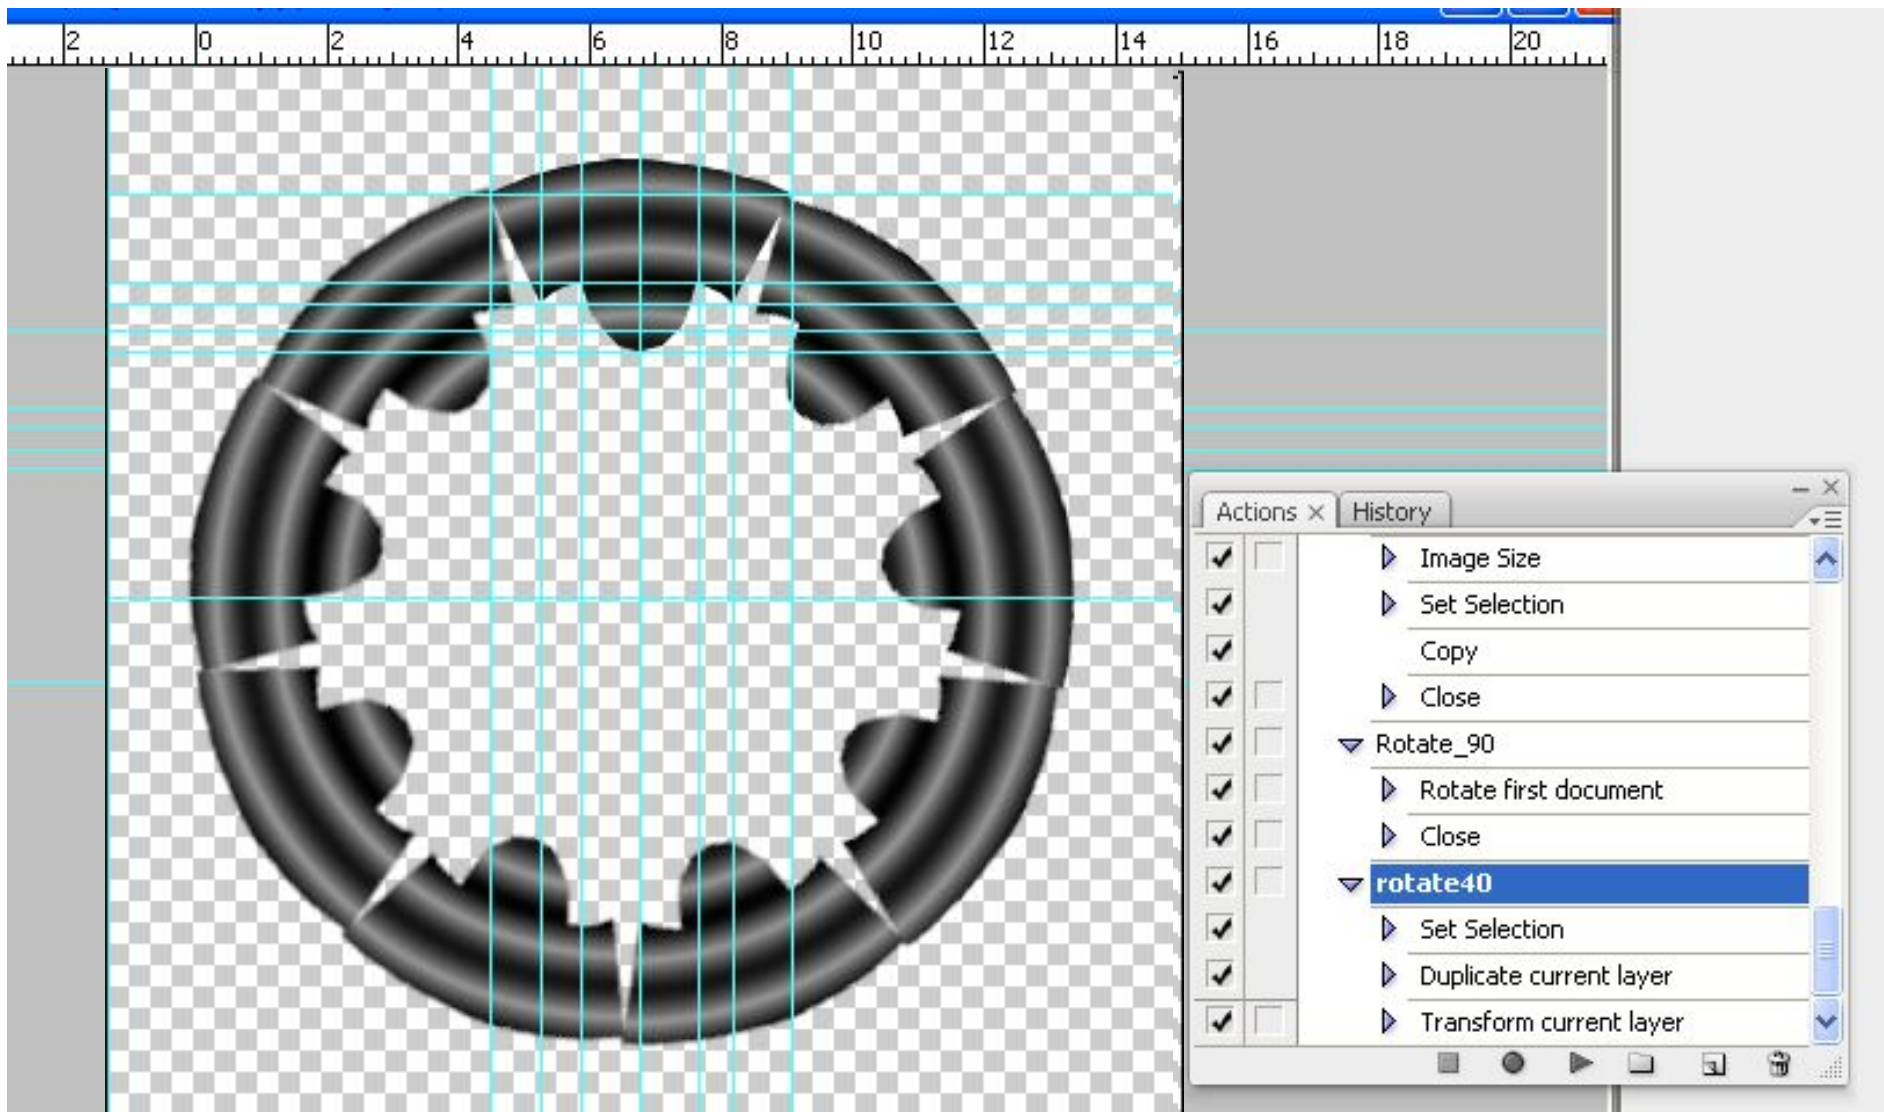 2 0 2 4 6 8 10 12 14 16 18 20
Actions History
Image Size
Set Selection
Copy
Close
Rotate_90
Rotate first document
Close
rotate40
Set Selection
Duplicate current layer
Transform current layer